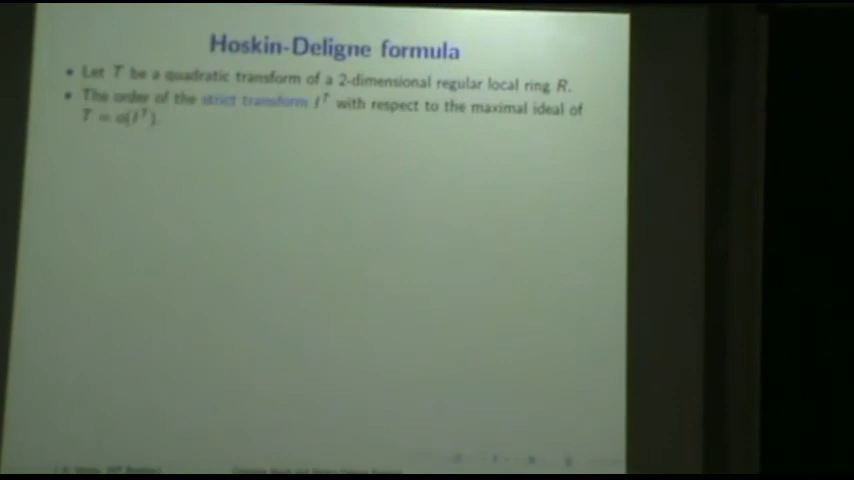 Hoskin-Deligne formula
• Let T be a quadratic transform of a 2-dimensional regular local ring R.
• The order of the strict transform I^T with respect to the maximal ideal of
T = o(I^T).